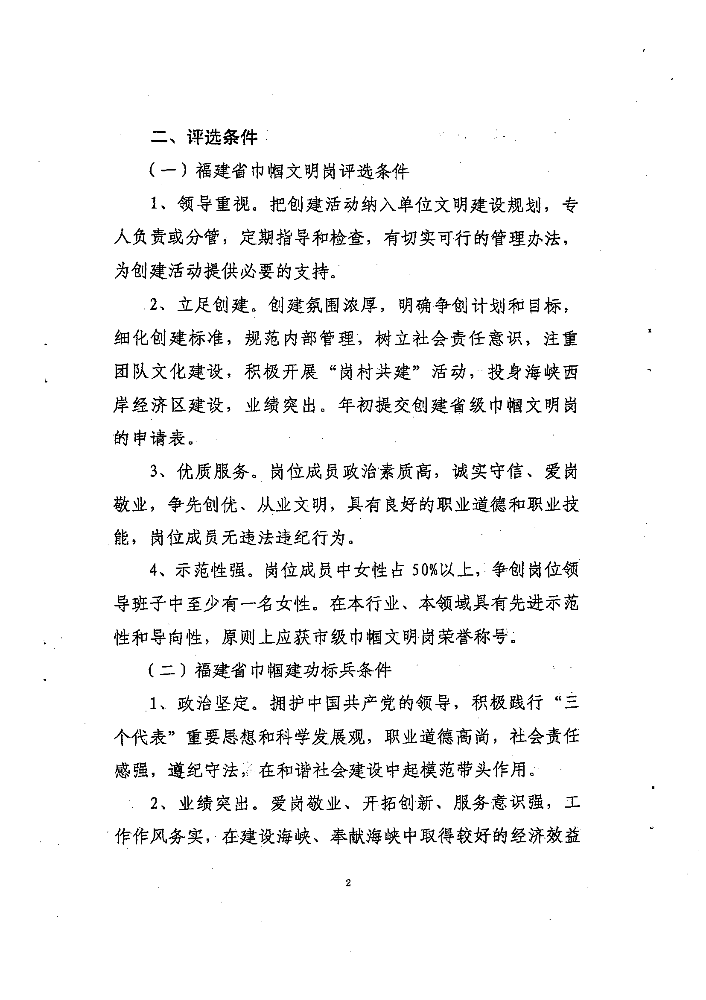 二、评选条件
（一）福建省巾帼文明岗评选条件
1、领导重视。把创建活动纳入单位文明建设规划，专
人负责或分管，定期指导和检查，有切实可行的管理办法，
为创建活动提供必要的支持。
2、立足创建。创建氛围浓厚，明确争创计划和目标，
细化创建标准，规范内部管理，树立社会责任意识，注重
团队文化建设，积极开展“岗村共建”活动，投身海峡西
岸经济区建设，业绩突出。年初提交创建省级巾帼文明岗
的申请表。
3、优质服务。岗位成员政治素质高，诚实守信、爱岗
敬业，争先创优、从业文明，具有良好的职业道德和职业技
能，岗位成员无违法违纪行为。
4、示范性强。岗位成员中女性占50%以上，争创岗位领
导班子中至少有一名女性。在本行业、本领域具有先进示范
性和导向性，原则上应获市级巾帼文明岗荣誉称号。
（二）福建省巾帼建功标兵条件
1、政治坚定。拥护中国共产党的领导，积极践行“三
个代表”重要思想和科学发展观，职业道德高尚，社会责任
感强，遵纪守法，在和谐社会建设中起模范带头作用。
2、业绩突出。爱岗敬业、开拓创新、服务意识强，工
作作风务实，在建设海峡、奉献海峡中取得较好的经济效益
2